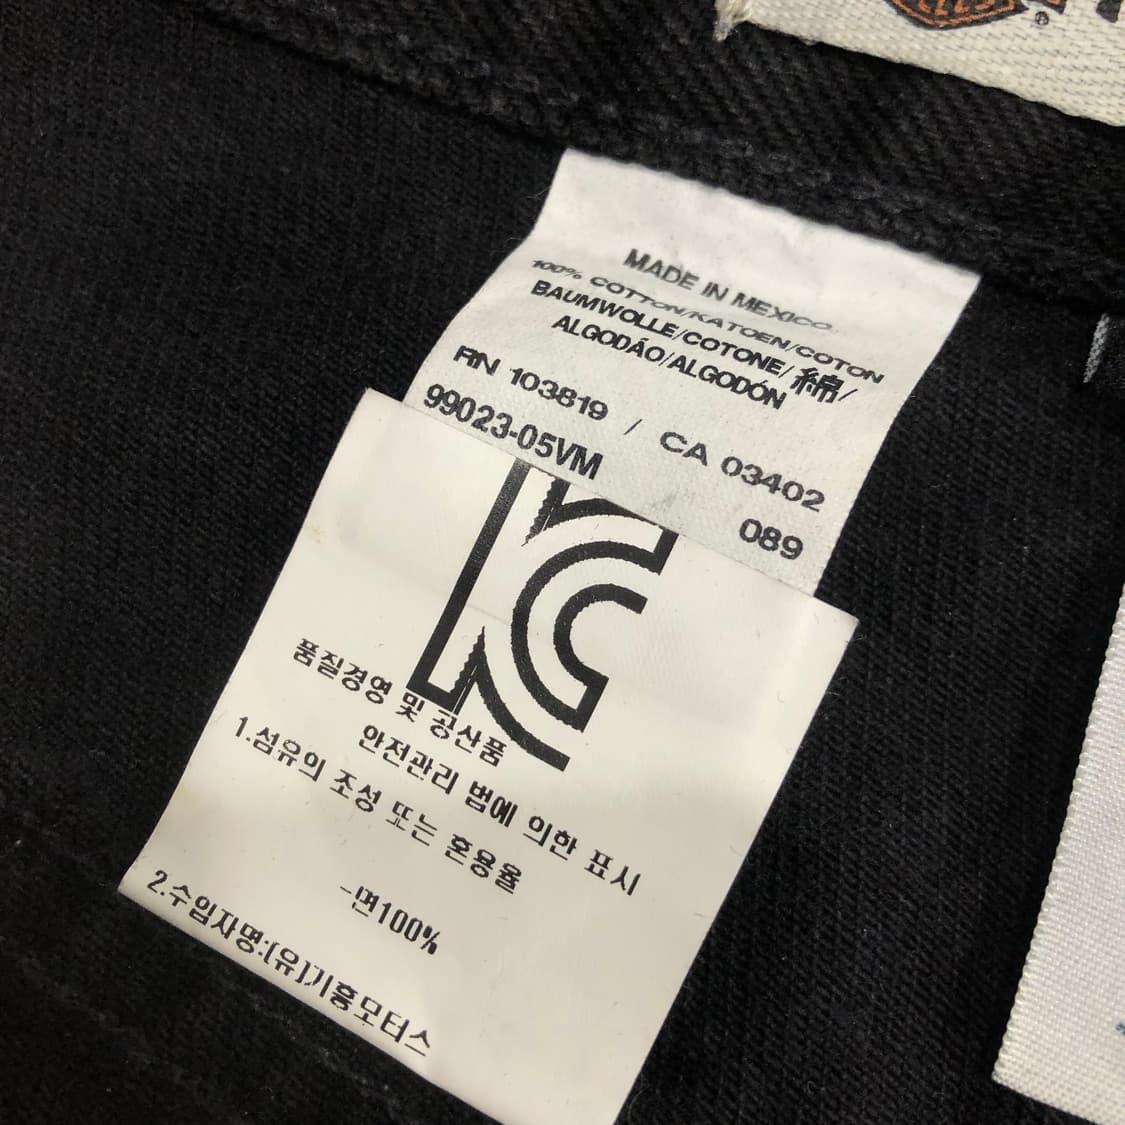 MADE IN MEXICO
100% COTTON/KATOEN/COTON
BAUMWOLLE/COTONE/綿/
ALGODÃO/ALGODÓN
RN 103819 / CA 03402
99023-05VM 089
KC
품질경영 및 공산품
안전관리 법에 의한 표시
1.섬유의 조성 또는 혼용율
-면100%
2.수입자명:(유)기흥모터스